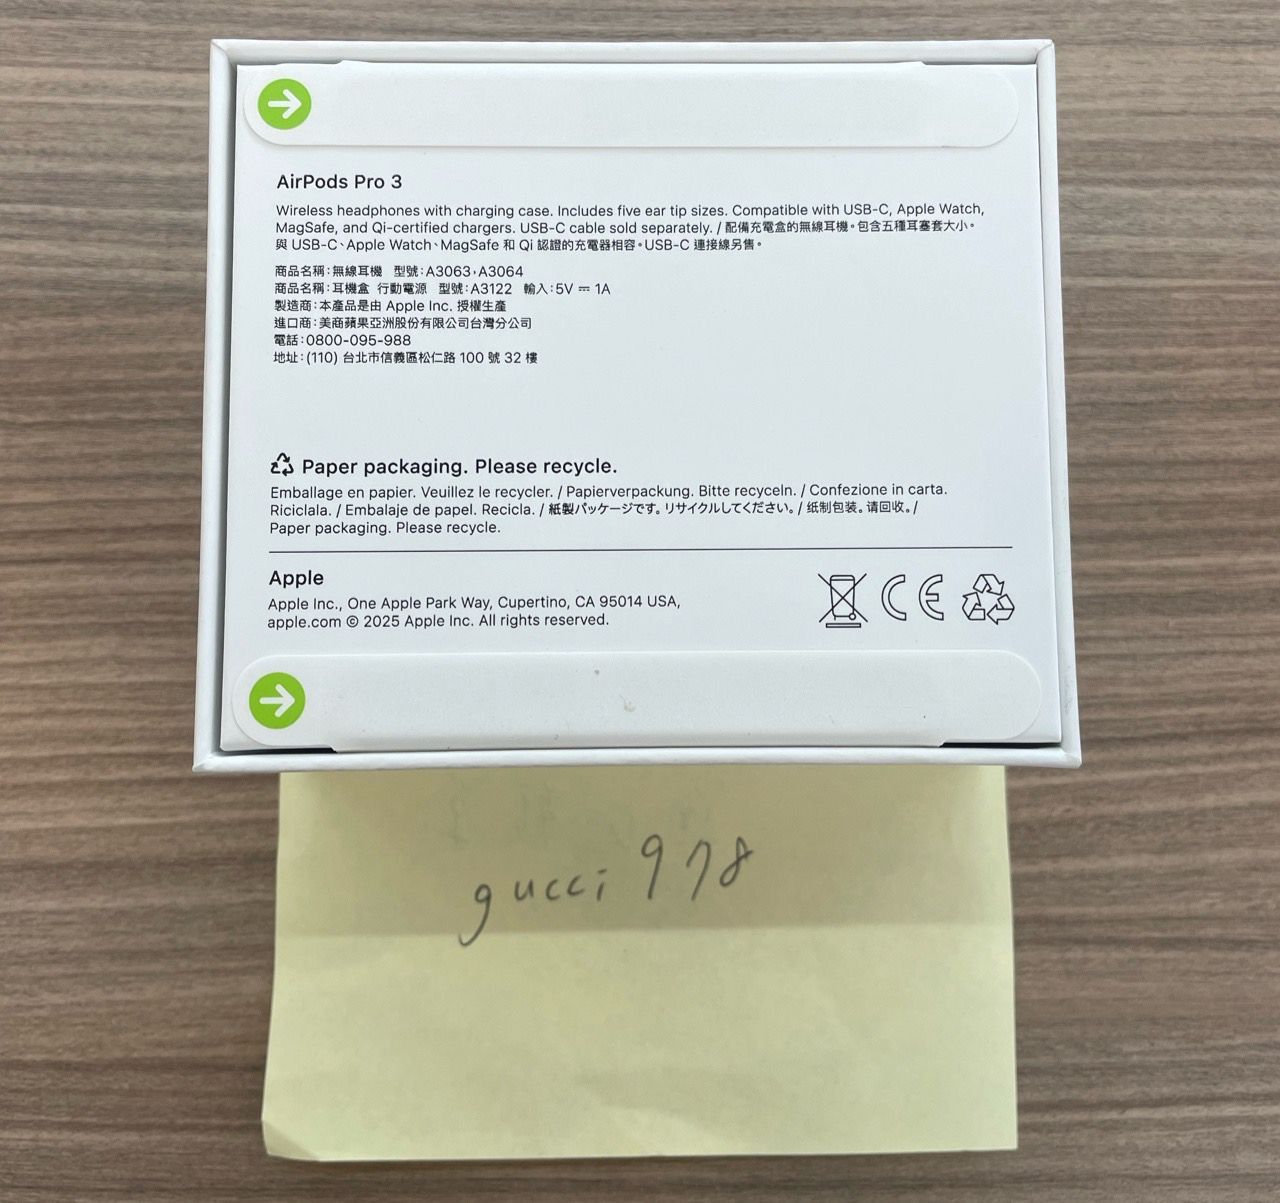 AirPods Pro 3
Wireless headphones with charging case. Includes five ear tip sizes. Compatible with USB-C, Apple Watch,
MagSafe, and Qi-certified chargers. USB-C cable sold separately. / 配備充電盒的無線耳機。包含五種耳塞套大小。
與 USB-C、Apple Watch、MagSafe 和 Qi 認證的充電器相容。USB-C 連接線另售。
商品名稱：無線耳機 型號：A3063，A3064
商品名稱：耳機盒 行動電源 型號：A3122 輸入：5V ⎓ 1A
製造商：本產品是由 Apple Inc. 授權生產
進口商：美商蘋果亞洲股份有限公司台灣分公司
電話：0800-095-988
地址：(110) 台北市信義區松仁路 100 號 32 樓
Paper packaging. Please recycle.
Emballage en papier. Veuillez le recycler. / Papierverpackung. Bitte recyceln. / Confezione in carta.
Riciclala. / Embalaje de papel. Recicla. / 紙製パッケージです。リサイクルしてください。/ 纸制包装。请回收。/
Paper packaging. Please recycle.
Apple
Apple Inc., One Apple Park Way, Cupertino, CA 95014 USA,
apple.com © 2025 Apple Inc. All rights reserved.
CE
gucci 978